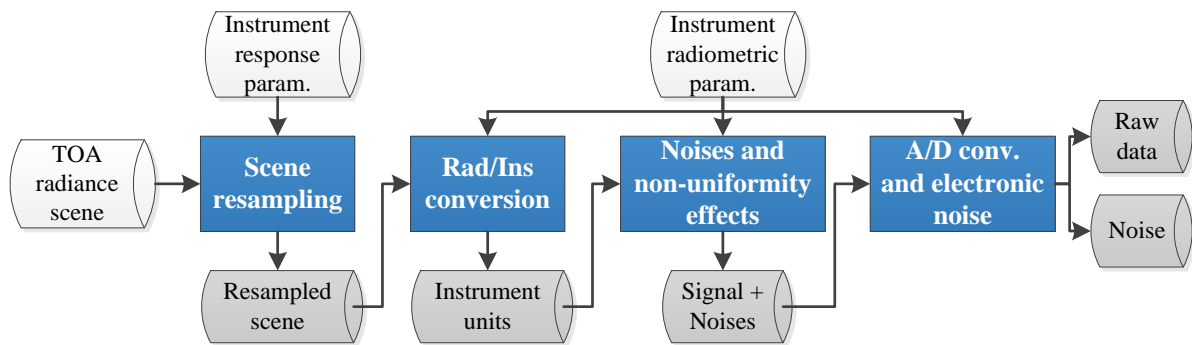 Instrument
response
param.
Instrument
radiometric
param.
TOA
radiance
scene
Scene
resampling
Rad/Ins
conversion
Noises and
non-uniformity
effects
A/D conv.
and electronic
noise
Raw
data
Noise
Resampled
scene
Instrument
units
Signal +
Noises